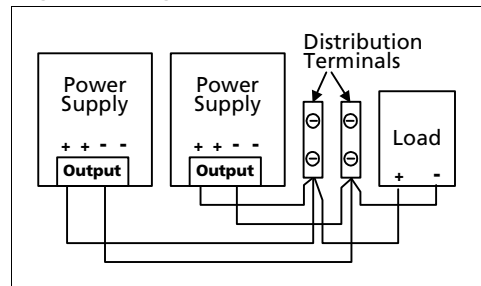 Distribution
Terminals
Power
Supply
+ + - -
Output
Power
Supply
+ + - -
Output
Load
+ -